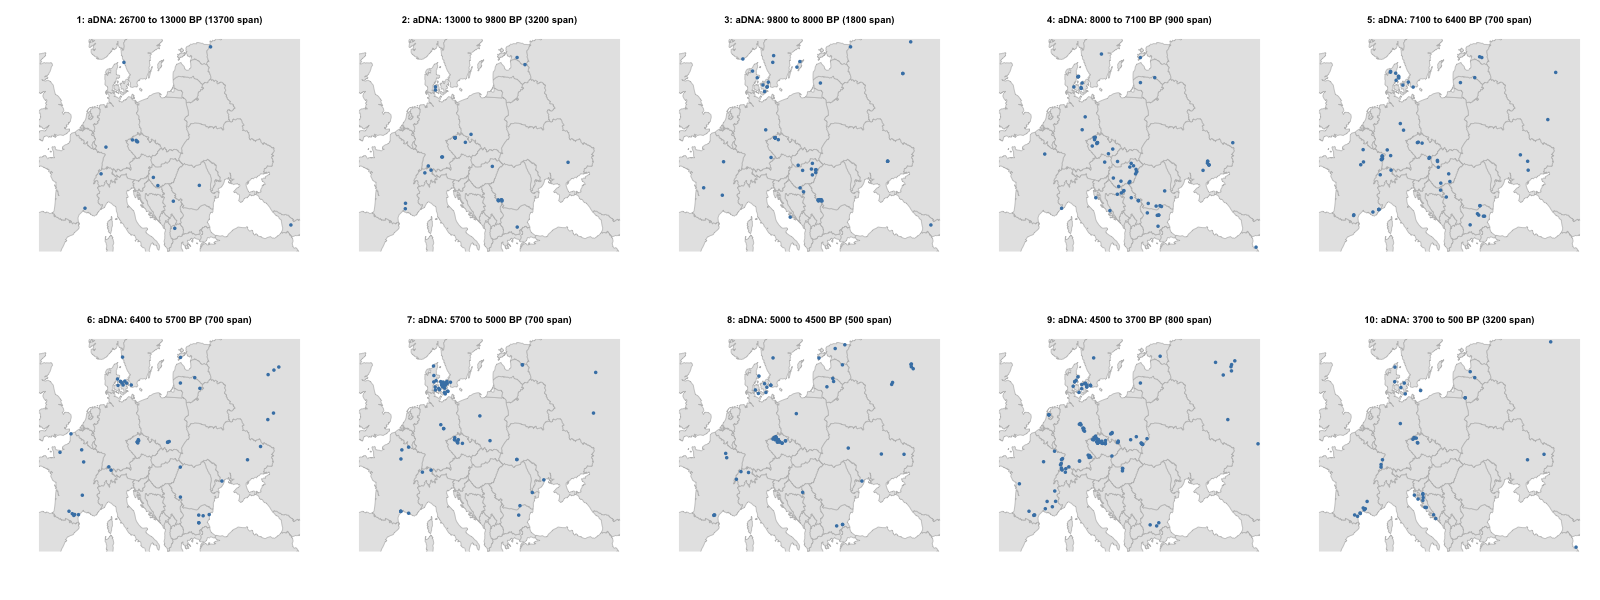 1: aDNA: 26700 to 13000 BP (13700 span)
2: aDNA: 13000 to 9800 BP (3200 span)
3: aDNA: 9800 to 8000 BP (1800 span)
4: aDNA: 8000 to 7100 BP (900 span)
5: aDNA: 7100 to 6400 BP (700 span)
6: aDNA: 6400 to 5700 BP (700 span)
7: aDNA: 5700 to 5000 BP (700 span)
8: aDNA: 5000 to 4500 BP (500 span)
9: aDNA: 4500 to 3700 BP (800 span)
10: aDNA: 3700 to 500 BP (3200 span)